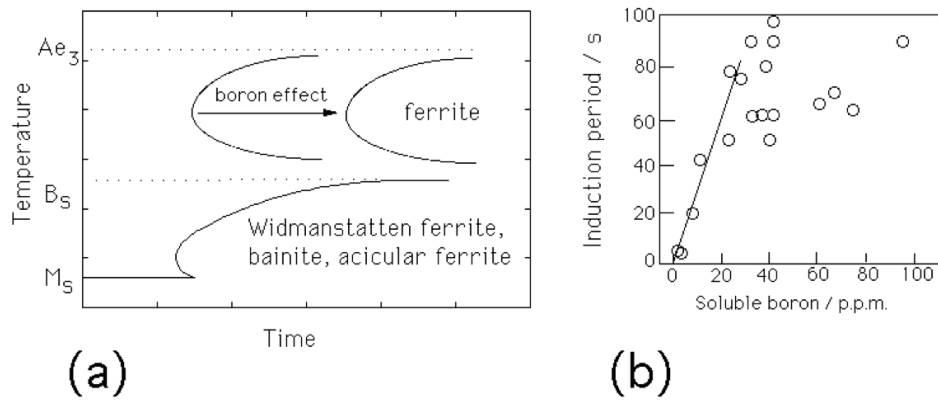 Ae3
Temperature
boron effect
ferrite
BS
Widmanstatten ferrite,
bainite, acicular ferrite
MS
Time
(a)
Induction period / s
100
80
60
40
20
0
0 20 40 60 80 100
Soluble boron / p.p.m.
(b)